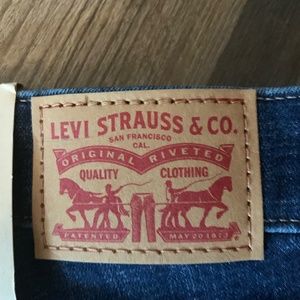 LEVI STRAUSS & CO.
SAN FRANCISCO
CAL.
ORIGINAL RIVETED
QUALITY CLOTHING
PATENTED MAY 20 1873